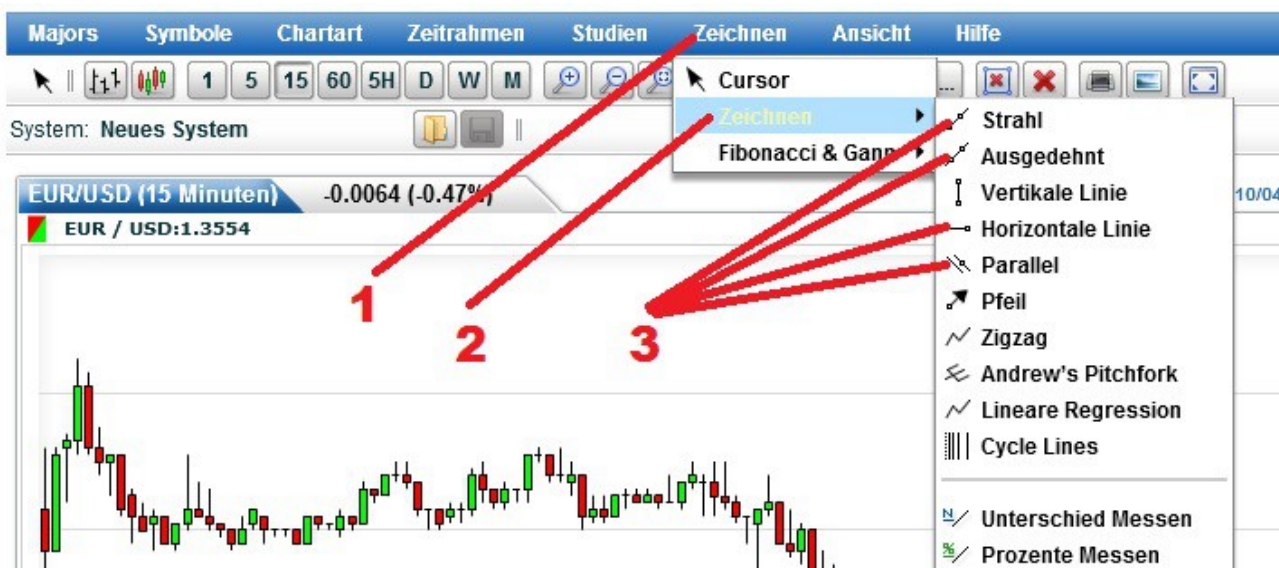 Majors Symbole Chartart Zeitrahmen Studien Zeichnen Ansicht Hilfe
1 5 15 60 5H D W M ...
Cursor
System: Neues System
Zeichnen
Fibonacci & Gann
Strahl
Ausgedehnt
Vertikale Linie
Horizontale Linie
Parallel
Pfeil
Zigzag
Andrew's Pitchfork
Lineare Regression
Cycle Lines
Unterschied Messen
Prozente Messen
EUR/USD (15 Minuten) -0.0064 (-0.47%)
10/04
EUR / USD:1.3554
1
2
3